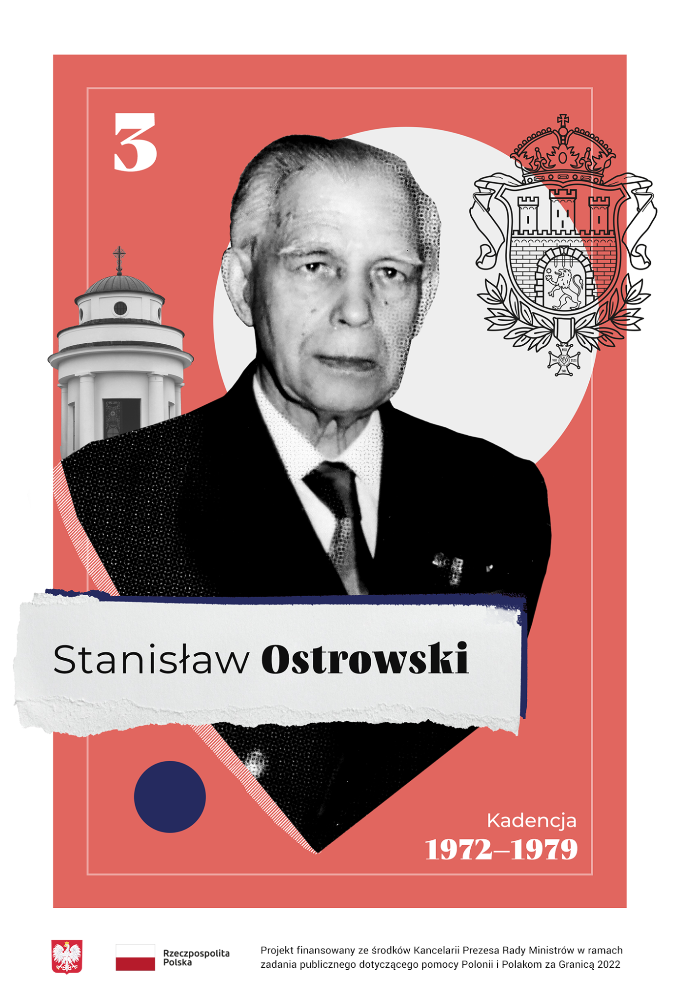 3
MILI
VIR TUTI
TARI
Stanisław Ostrowski
Kadencja
1972–1979
Rzeczpospolita
Polska
Projekt finansowany ze środków Kancelarii Prezesa Rady Ministrów w ramach
zadania publicznego dotyczącego pomocy Polonii i Polakom za Granicą 2022